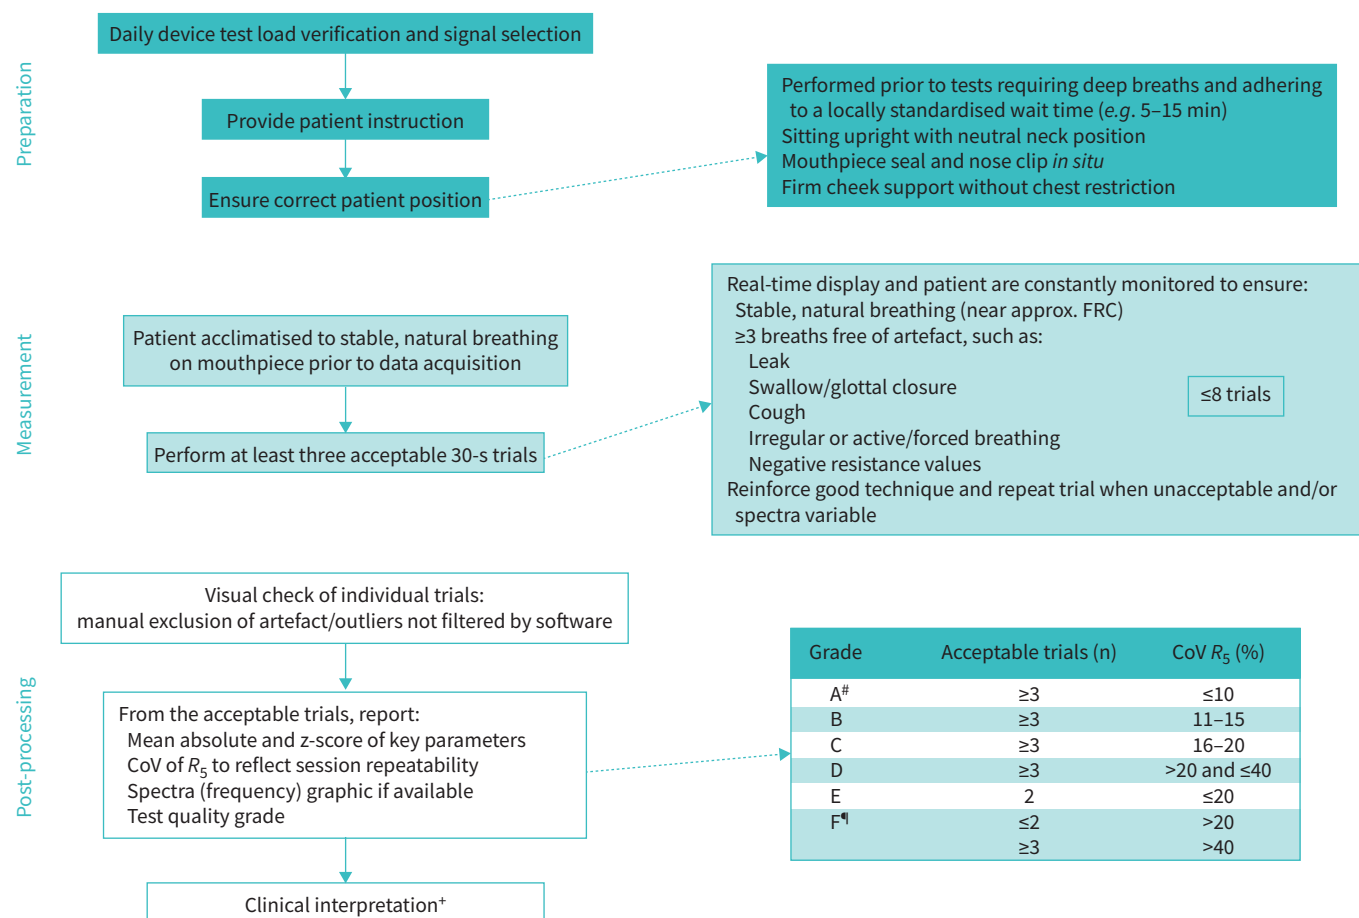 Preparation
Daily device test load verification and signal selection
Provide patient instruction
Ensure correct patient position
Performed prior to tests requiring deep breaths and adhering
to a locally standardised wait time (e.g. 5–15 min)
Sitting upright with neutral neck position
Mouthpiece seal and nose clip in situ
Firm cheek support without chest restriction
Measurement
Patient acclimatised to stable, natural breathing
on mouthpiece prior to data acquisition
Perform at least three acceptable 30-s trials
Real-time display and patient are constantly monitored to ensure:
Stable, natural breathing (near approx. FRC)
≥3 breaths free of artefact, such as:
Leak
Swallow/glottal closure
Cough
Irregular or active/forced breathing
Negative resistance values
Reinforce good technique and repeat trial when unacceptable and/or
spectra variable
≤8 trials
Post-processing
Visual check of individual trials:
manual exclusion of artefact/outliers not filtered by software
From the acceptable trials, report:
Mean absolute and z-score of key parameters
CoV of R5 to reflect session repeatability
Spectra (frequency) graphic if available
Test quality grade
Clinical interpretation+
Grade Acceptable trials (n) CoV R5 (%)
A# ≥3 ≤10
B ≥3 11–15
C ≥3 16–20
D ≥3 >20 and ≤40
E 2 ≤20
F¶ ≤2 >20
≥3 >40